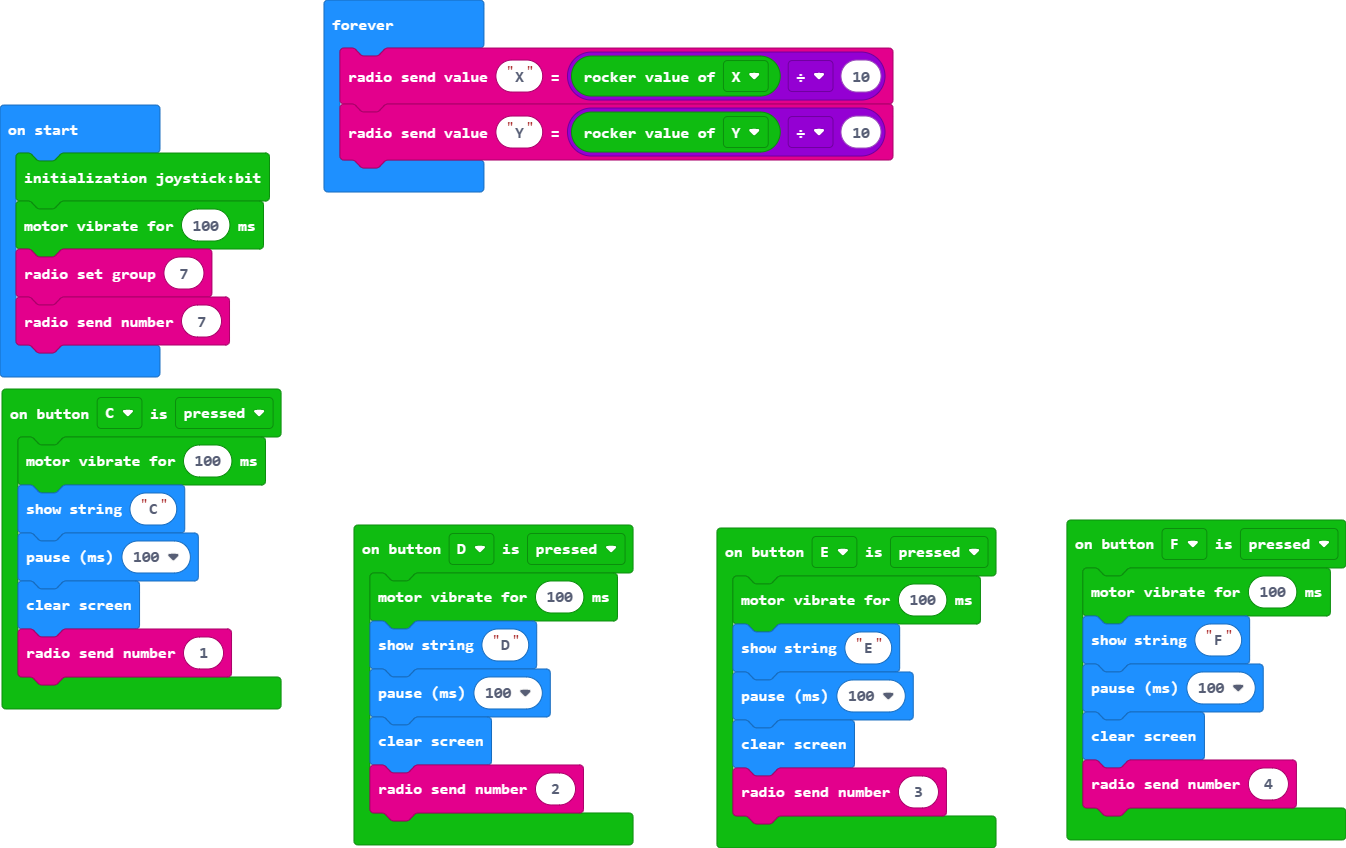 forever
radio send value "X" = rocker value of X ÷ 10
radio send value "Y" = rocker value of Y ÷ 10
on start
initialization joystick:bit
motor vibrate for 100 ms
radio set group 7
radio send number 7
on button C is pressed
motor vibrate for 100 ms
show string "C"
pause (ms) 100
clear screen
radio send number 1
on button D is pressed
motor vibrate for 100 ms
show string "D"
pause (ms) 100
clear screen
radio send number 2
on button E is pressed
motor vibrate for 100 ms
show string "E"
pause (ms) 100
clear screen
radio send number 3
on button F is pressed
motor vibrate for 100 ms
show string "F"
pause (ms) 100
clear screen
radio send number 4